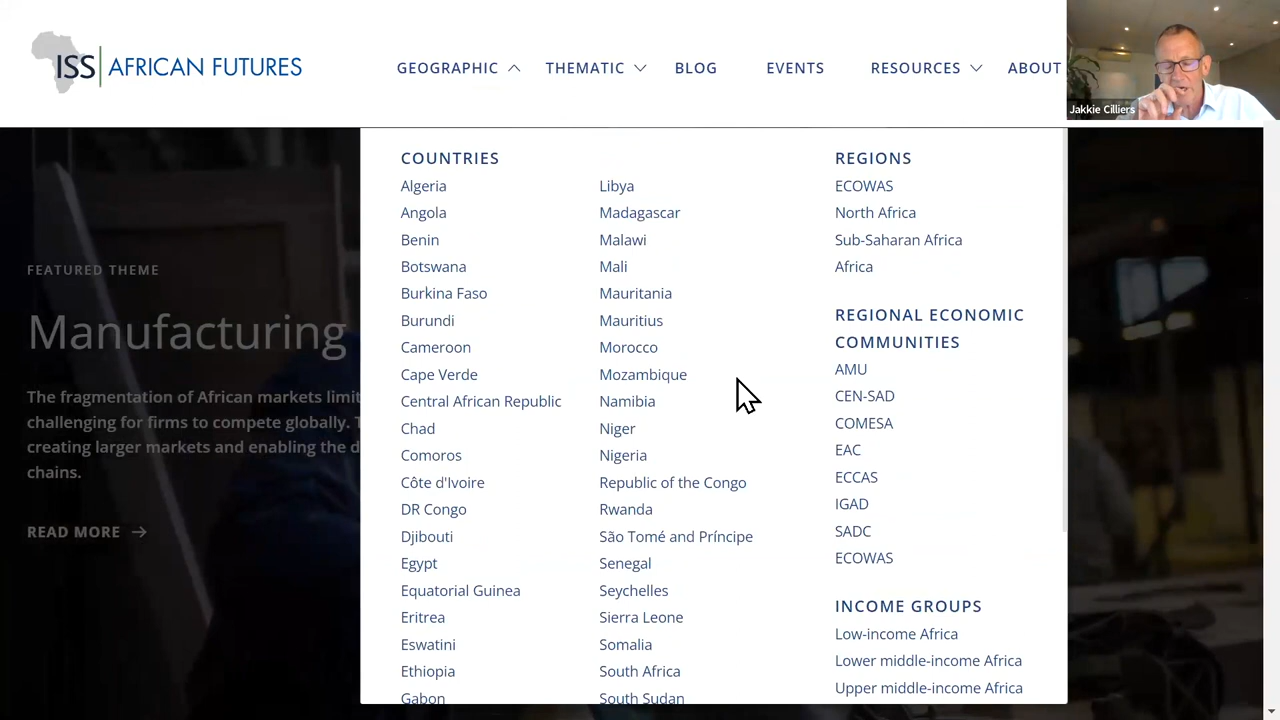 ISS AFRICAN FUTURES
GEOGRAPHIC
THEMATIC
BLOG
EVENTS
RESOURCES
ABOUT
Jakkie Cilliers
FEATURED THEME
Manufacturing
The fragmentation of African markets limit
challenging for firms to compete globally. T
creating larger markets and enabling the d
chains.
READ MORE
COUNTRIES
Algeria
Angola
Benin
Botswana
Burkina Faso
Burundi
Cameroon
Cape Verde
Central African Republic
Chad
Comoros
Côte d'Ivoire
DR Congo
Djibouti
Egypt
Equatorial Guinea
Eritrea
Eswatini
Ethiopia
Gabon
Libya
Madagascar
Malawi
Mali
Mauritania
Mauritius
Morocco
Mozambique
Namibia
Niger
Nigeria
Republic of the Congo
Rwanda
São Tomé and Príncipe
Senegal
Seychelles
Sierra Leone
Somalia
South Africa
South Sudan
REGIONS
ECOWAS
North Africa
Sub-Saharan Africa
Africa
REGIONAL ECONOMIC
COMMUNITIES
AMU
CEN-SAD
COMESA
EAC
ECCAS
IGAD
SADC
ECOWAS
INCOME GROUPS
Low-income Africa
Lower middle-income Africa
Upper middle-income Africa